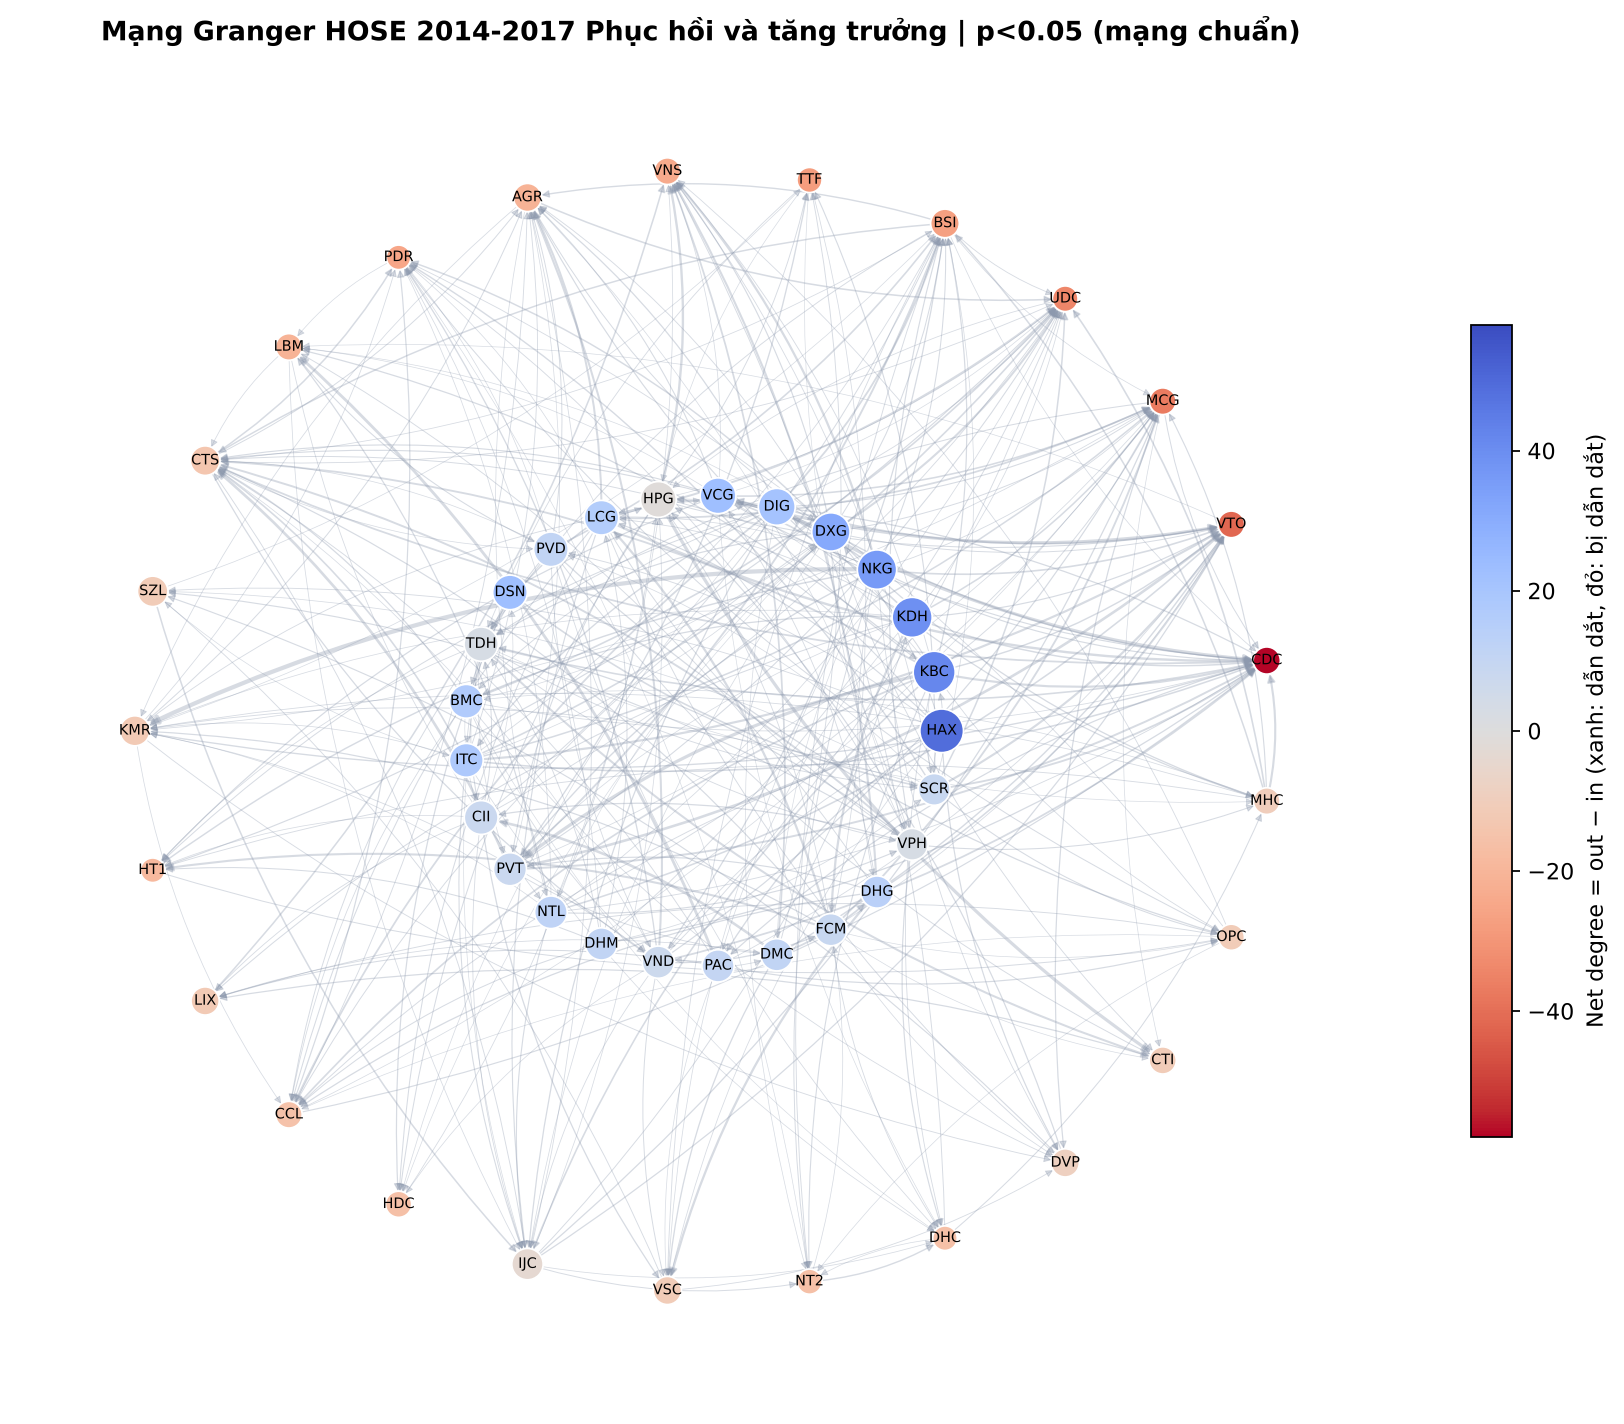 Mạng Granger HOSE 2014-2017 Phục hồi và tăng trưởng | p<0.05 (mạng chuẩn)
VNS
TTF
AGR
BSI
PDR
UDC
LBM
MCG
CTS
VTO
HPG
VCG
DIG
LCG
DXG
PVD
NKG
SZL
DSN
KDH
TDH
CDC
KBC
BMC
KMR
HAX
ITC
SCR
MHC
CII
VPH
HT1
PVT
DHG
NTL
FCM
OPC
DHM
DMC
VND
PAC
LIX
CTI
CCL
DVP
HDC
DHC
IJC
NT2
VSC
40
20
0
−20
−40
Net degree = out − in (xanh: dẫn dắt, đỏ: bị dẫn dắt)